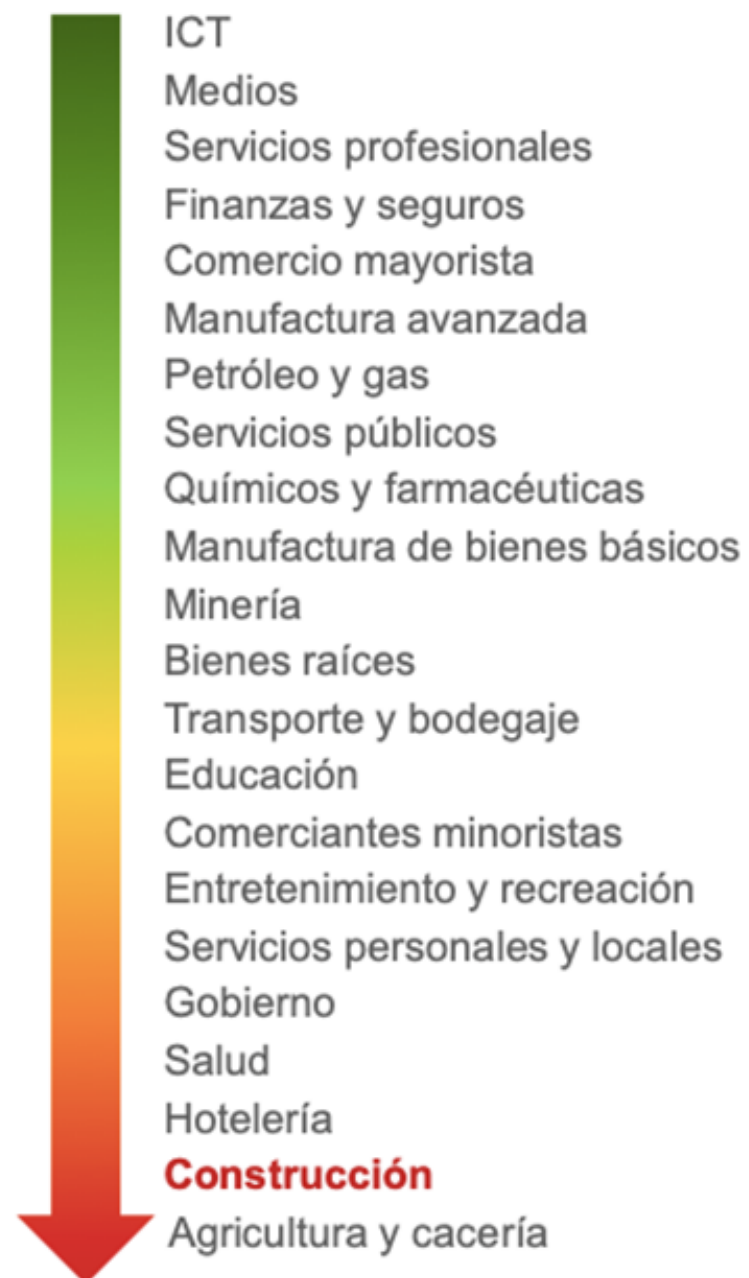 ICT
Medios
Servicios profesionales
Finanzas y seguros
Comercio mayorista
Manufactura avanzada
Petróleo y gas
Servicios públicos
Químicos y farmacéuticas
Manufactura de bienes básicos
Minería
Bienes raíces
Transporte y bodegaje
Educación
Comerciantes minoristas
Entretenimiento y recreación
Servicios personales y locales
Gobierno
Salud
Hotelería
Construcción
Agricultura y cacería